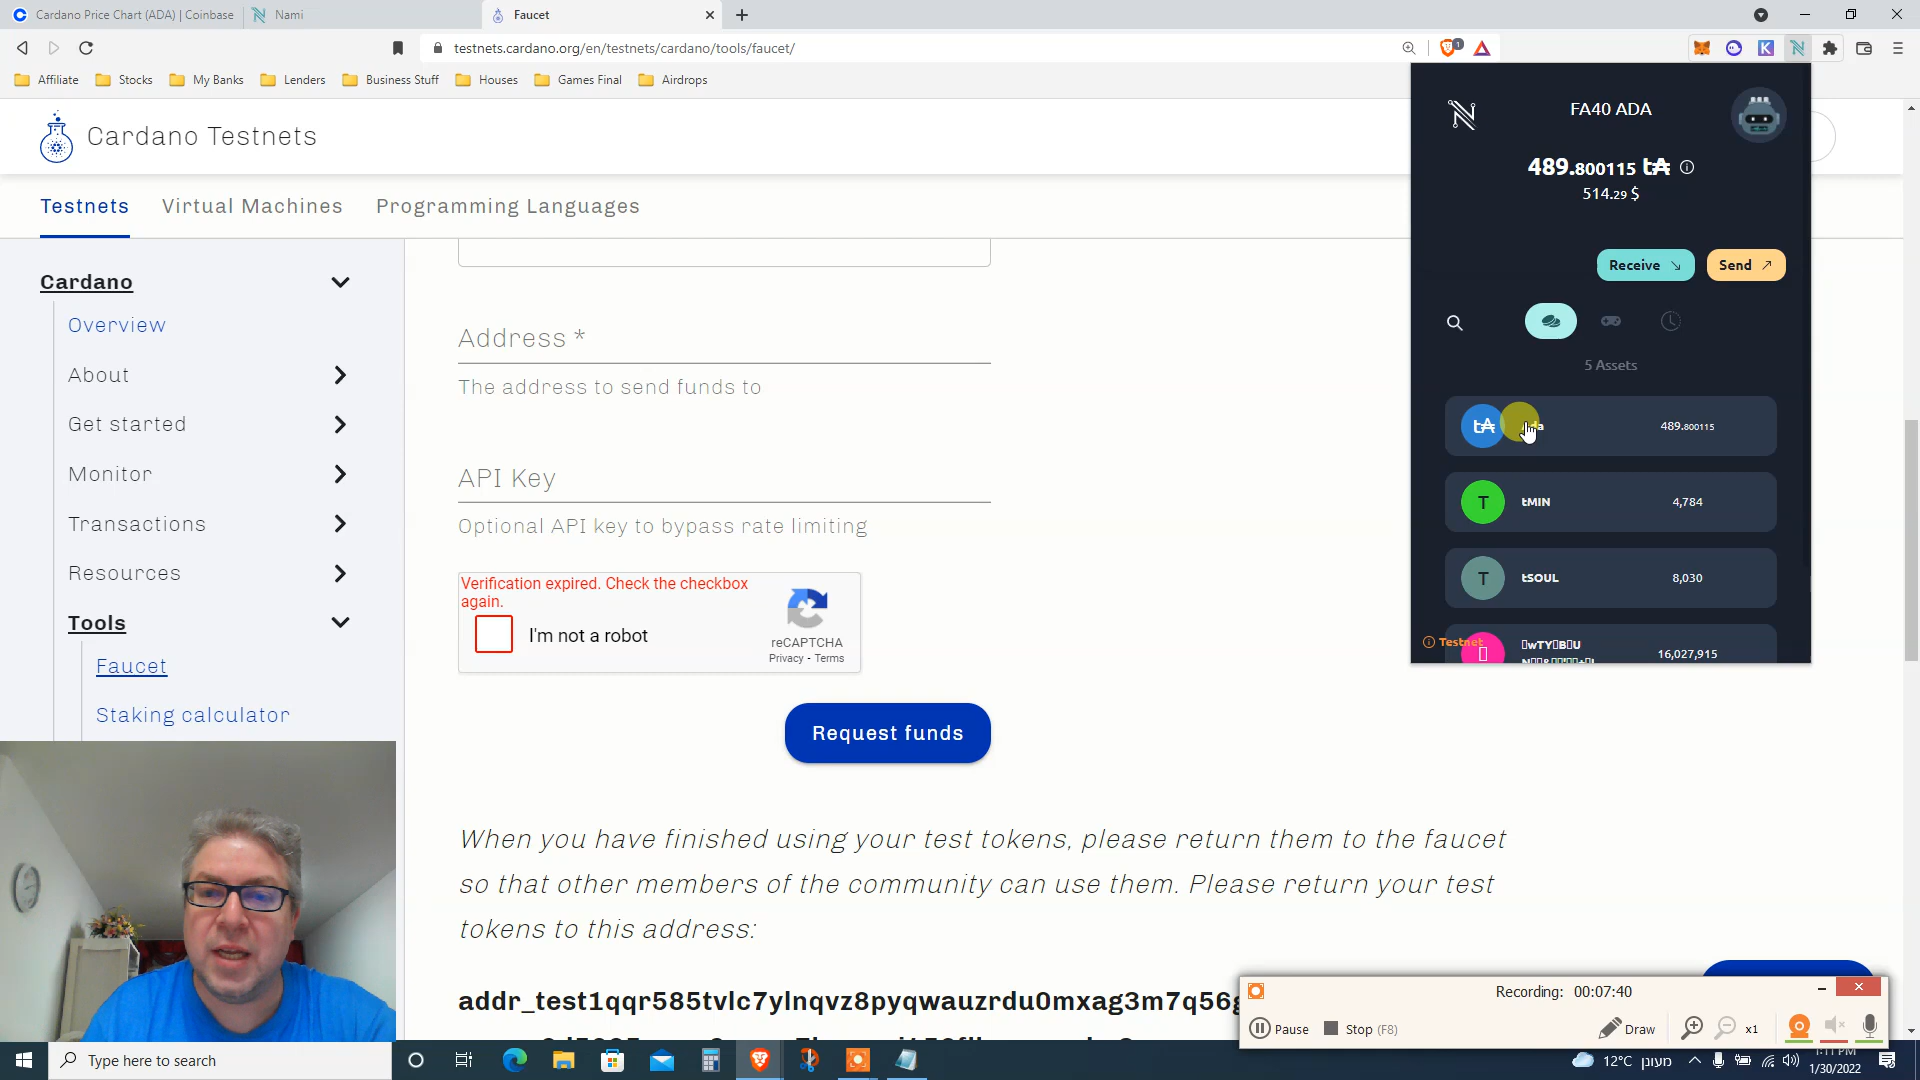 Cardano Price Chart (ADA) | Coinbase
Nami
Faucet
testnets.cardano.org/en/testnets/cardano/tools/faucet/
1
Affiliate
Stocks
My Banks
Lenders
Business Stuff
Houses
Games Final
Airdrops
Cardano Testnets
Testnets
Virtual Machines
Programming Languages
Cardano
Overview
About
Get started
Monitor
Transactions
Resources
Tools
Faucet
Staking calculator
Address *
The address to send funds to
API Key
Optional API key to bypass rate limiting
Verification expired. Check the checkbox
again.
I'm not a robot
reCAPTCHA
Privacy - Terms
Request funds
When you have finished using your test tokens, please return them to the faucet
so that other members of the community can use them. Please return your test
tokens to this address:
addr_test1qqr585tvlc7ylnqvz8pyqwauzrdu0mxag3m7q56g
FA40 ADA
489.800115 t₳
514.29 $
Receive
Send
5 Assets
t₳
489.800115
T
tMIN
4,784
T
tSOUL
8,030
Testnet
16,027,915
Recording: 00:07:40
Pause
Stop (F8)
Draw
x1
Type here to search
12°C
מעונן
1:11 PM
1/30/2022